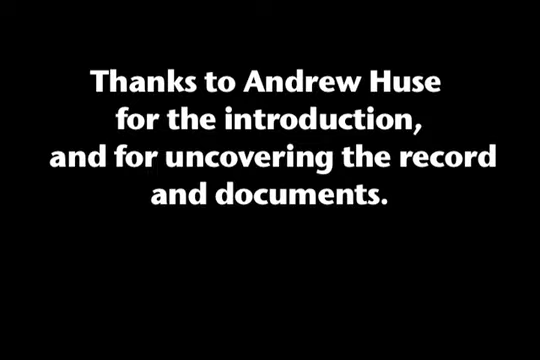 Thanks to Andrew Huse
for the introduction,
and for uncovering the record
and documents.